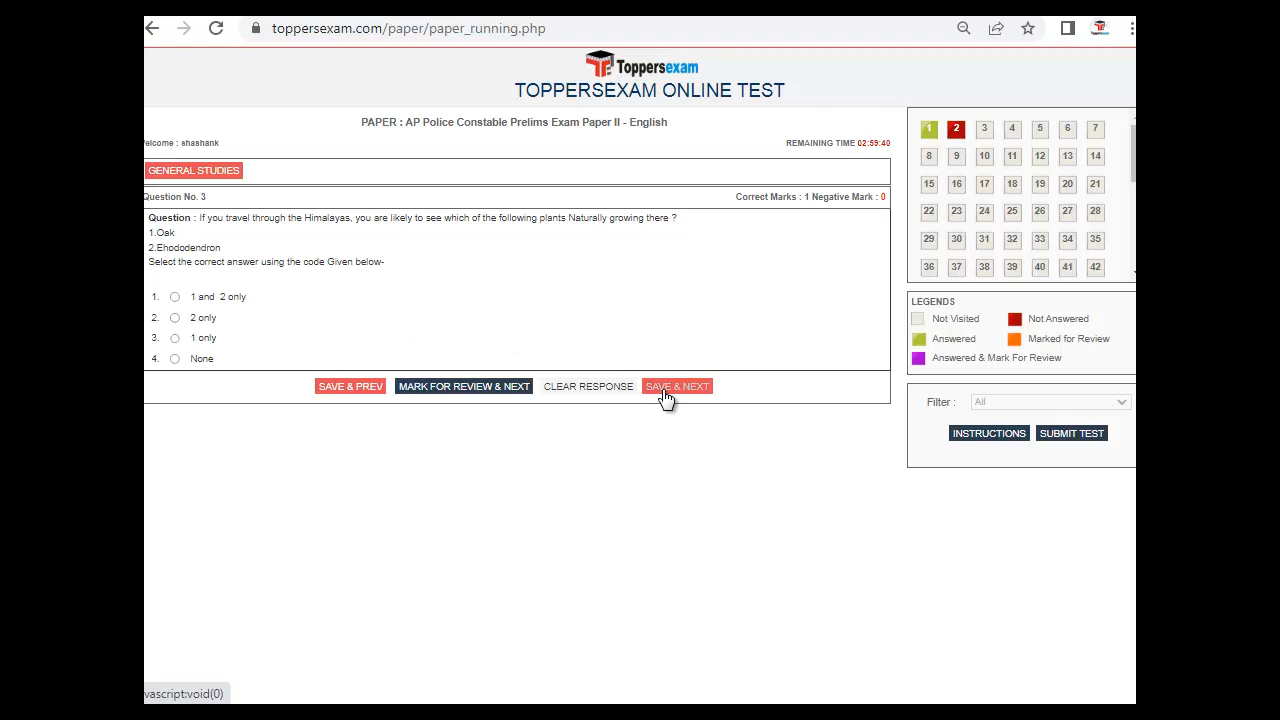 toppersexam.com/paper/paper_running.php
Toppersexam
TOPPERSEXAM ONLINE TEST
PAPER : AP Police Constable Prelims Exam Paper II - English
elcome : shashank
REMAINING TIME 02:59:40
GENERAL STUDIES
Question No. 3
Correct Marks : 1 Negative Mark : 0
Question : If you travel through the Himalayas, you are likely to see which of the following plants Naturally growing there ?
1.Oak
2.Ehododendron
Select the correct answer using the code Given below-
1. 1 and 2 only
2. 2 only
3. 1 only
4. None
SAVE & PREV MARK FOR REVIEW & NEXT CLEAR RESPONSE SAVE & NEXT
1 2 3 4 5 6 7
8 9 10 11 12 13 14
15 16 17 18 19 20 21
22 23 24 25 26 27 28
29 30 31 32 33 34 35
36 37 38 39 40 41 42
LEGENDS
Not Visited Not Answered
Answered Marked for Review
Answered & Mark For Review
Filter : All
INSTRUCTIONS SUBMIT TEST
vascript:void(0)